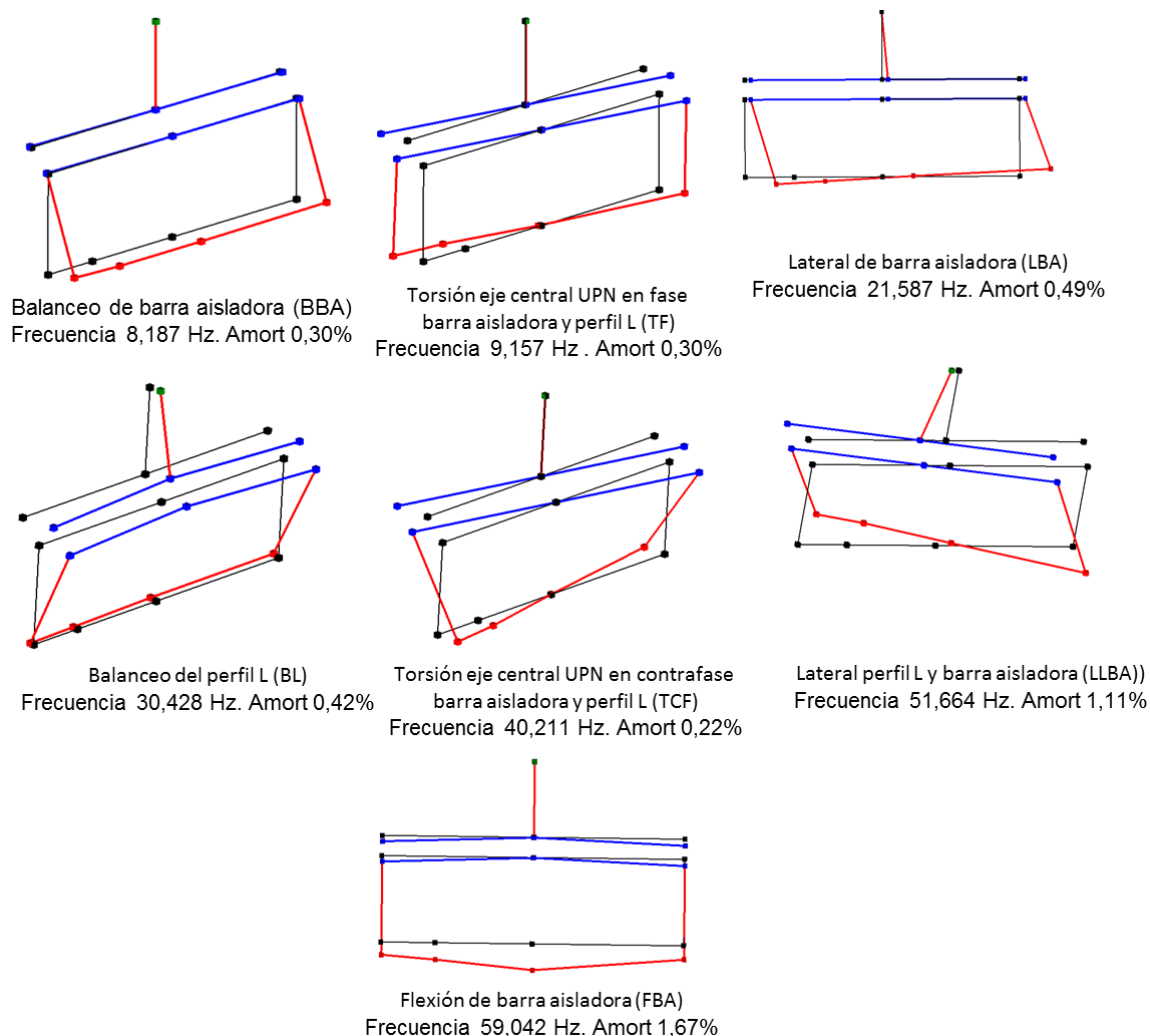 Balanceo de barra aisladora (BBA)
Frecuencia 8,187 Hz. Amort 0,30%
Torsión eje central UPN en fase
barra aisladora y perfil L (TF)
Frecuencia 9,157 Hz . Amort 0,30%
Lateral de barra aisladora (LBA)
Frecuencia 21,587 Hz. Amort 0,49%
Balanceo del perfil L (BL)
Frecuencia 30,428 Hz. Amort 0,42%
Torsión eje central UPN en contrafase
barra aisladora y perfil L (TCF)
Frecuencia 40,211 Hz. Amort 0,22%
Lateral perfil L y barra aisladora (LLBA))
Frecuencia 51,664 Hz. Amort 1,11%
Flexión de barra aisladora (FBA)
Frecuencia 59,042 Hz. Amort 1,67%